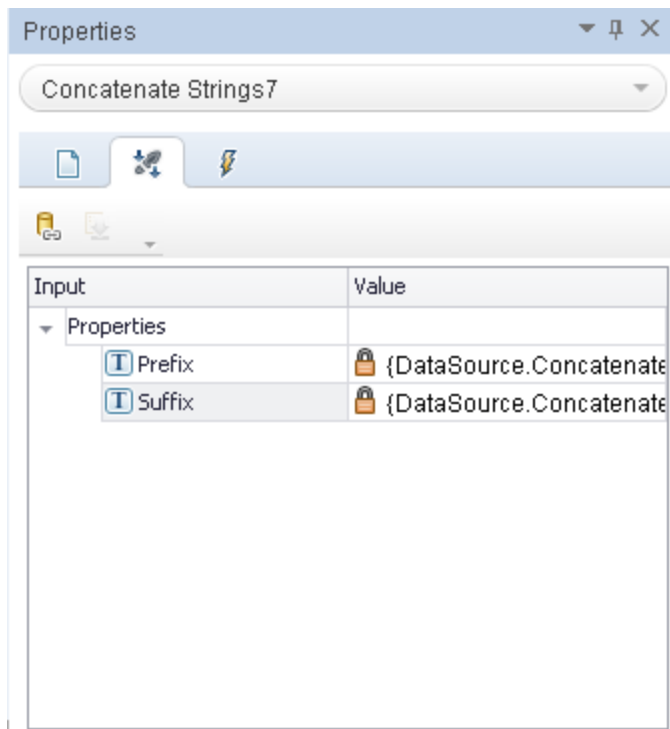 Properties
Concatenate Strings7
Input Value
Properties
T Prefix {DataSource.Concatenate
T Suffix {DataSource.Concatenate